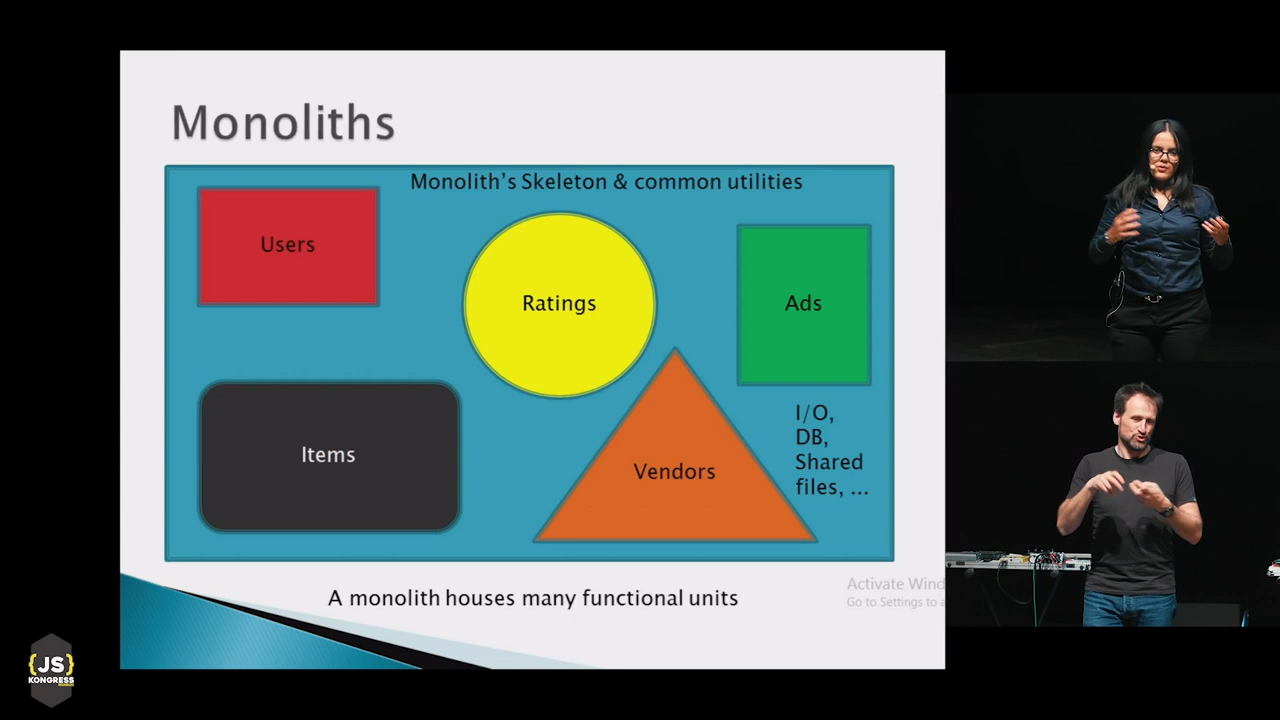 Monoliths
Monolith's Skeleton & common utilities
Users
Ratings
Ads
Items
Vendors
I/O,
DB,
Shared
files, ...
A monolith houses many functional units
Activate Wind
Go to Settings to a
{JS}
KONGRESS